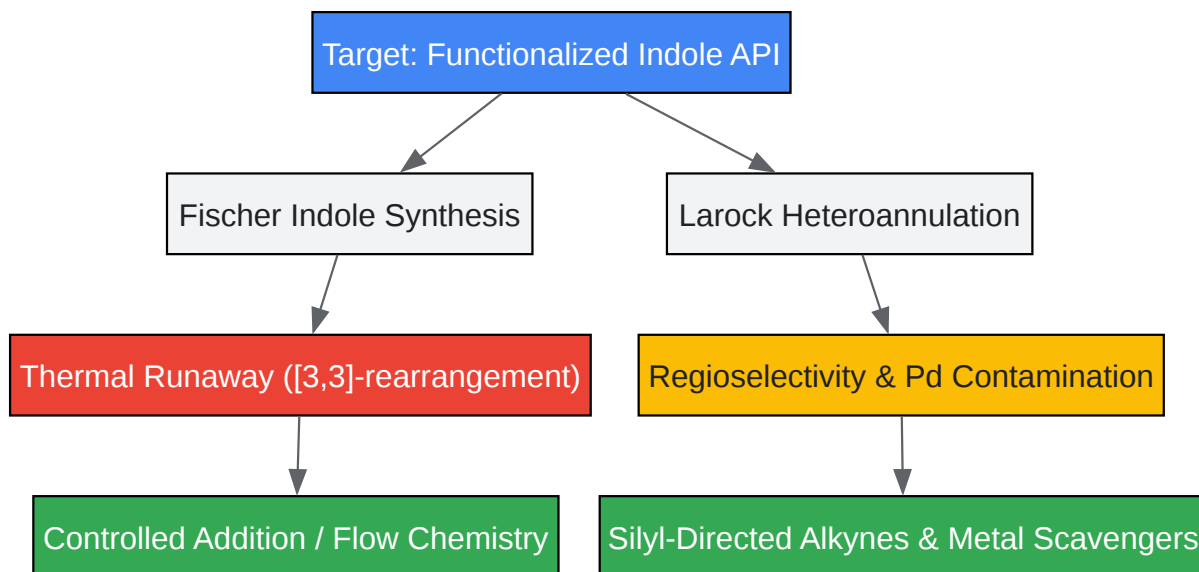 Target: Functionalized Indole API
Fischer Indole Synthesis
Larock Heteroannulation
Thermal Runaway ([3,3]-rearrangement)
Regioselectivity & Pd Contamination
Controlled Addition / Flow Chemistry
Silyl-Directed Alkynes & Metal Scavengers